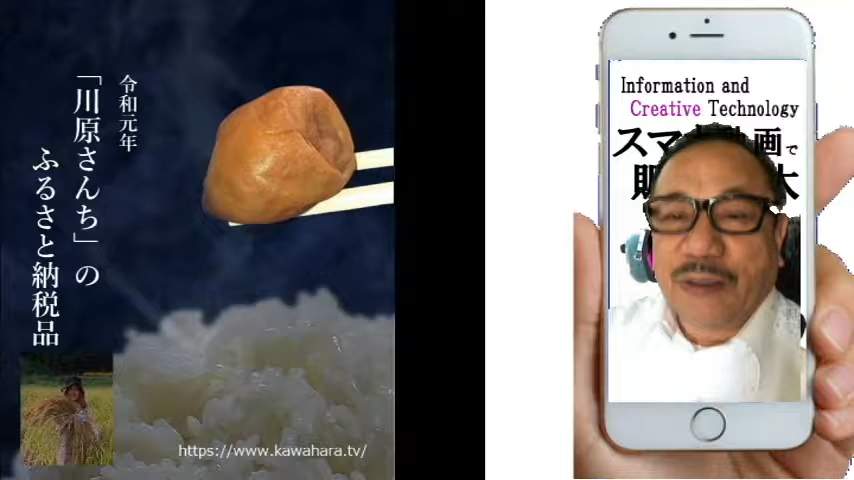 令和元年
「川原さんち」の
ふるさと納税品
https://www.kawahara.tv/
Information and
Creative Technology
スマ 画で
大